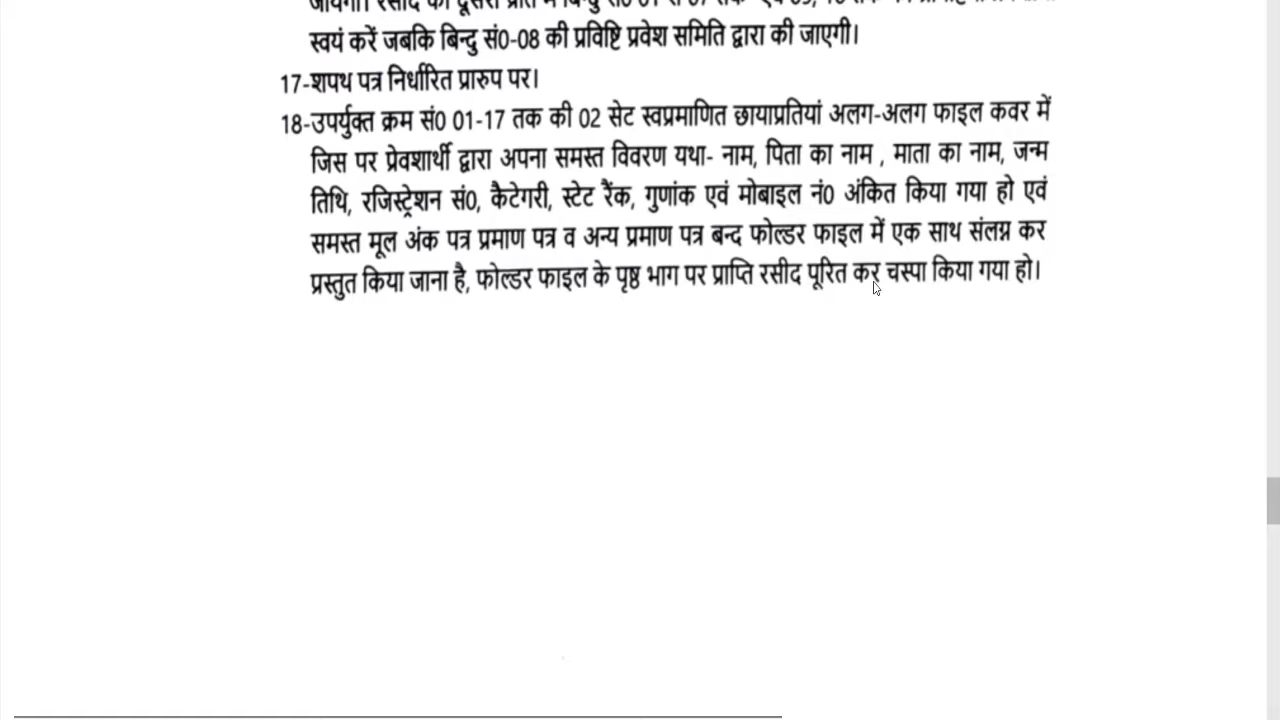 स्वयं करें जबकि बिन्दु सं0-08 की प्रविष्टि प्रवेश समिति द्वारा की जाएगी।
17-शपथ पत्र निर्धारित प्रारुप पर।
18-उपर्युक्त क्रम सं0 01-17 तक की 02 सेट स्वप्रमाणित छायाप्रतियां अलग-अलग फाइल कवर में
जिस पर प्रेवशार्थी द्वारा अपना समस्त विवरण यथा- नाम, पिता का नाम , माता का नाम, जन्म
तिथि, रजिस्ट्रेशन सं0, कैटेगरी, स्टेट रैंक, गुणांक एवं मोबाइल नं0 अंकित किया गया हो एवं
समस्त मूल अंक पत्र प्रमाण पत्र व अन्य प्रमाण पत्र बन्द फोल्डर फाइल में एक साथ संलग्न कर
प्रस्तुत किया जाना है, फोल्डर फाइल के पृष्ठ भाग पर प्राप्ति रसीद पूरित कर चस्पा किया गया हो।